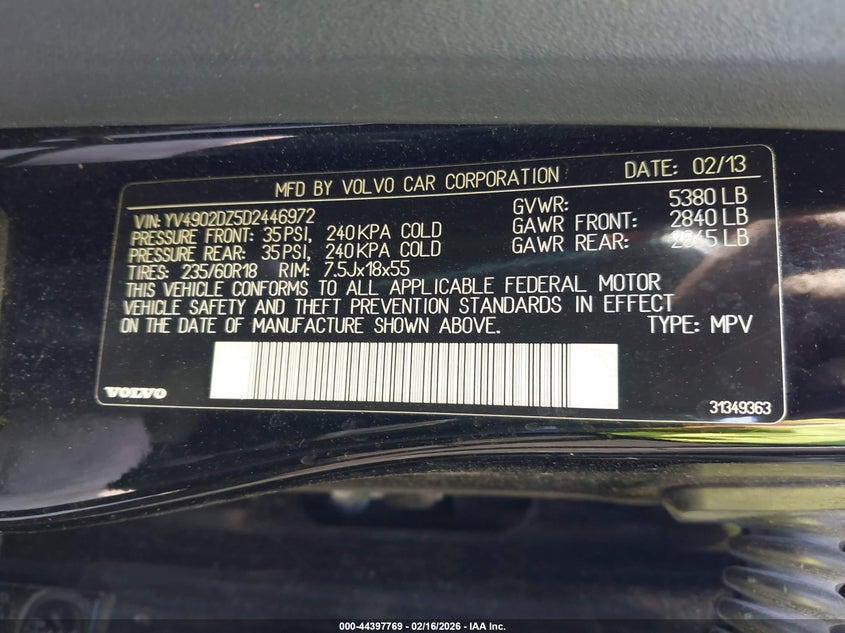 MFD BY VOLVO CAR CORPORATION DATE: 02/13
VIN: YV4902DZ5D2446972 GVWR: 5380 LB
PRESSURE FRONT: 35PSI, 240KPA COLD GAWR FRONT: 2840 LB
PRESSURE REAR: 35PSI, 240KPA COLD GAWR REAR: LB
TIRES: 235/60R18 RIM: 7.5Jx18x55
THIS VEHICLE CONFORMS TO ALL APPLICABLE FEDERAL MOTOR
VEHICLE SAFETY AND THEFT PREVENTION STANDARDS IN EFFECT
ON THE DATE OF MANUFACTURE SHOWN ABOVE. TYPE: MPV
VOLVO 31349363
000-44397769 - 02/16/2026 - IAA Inc.